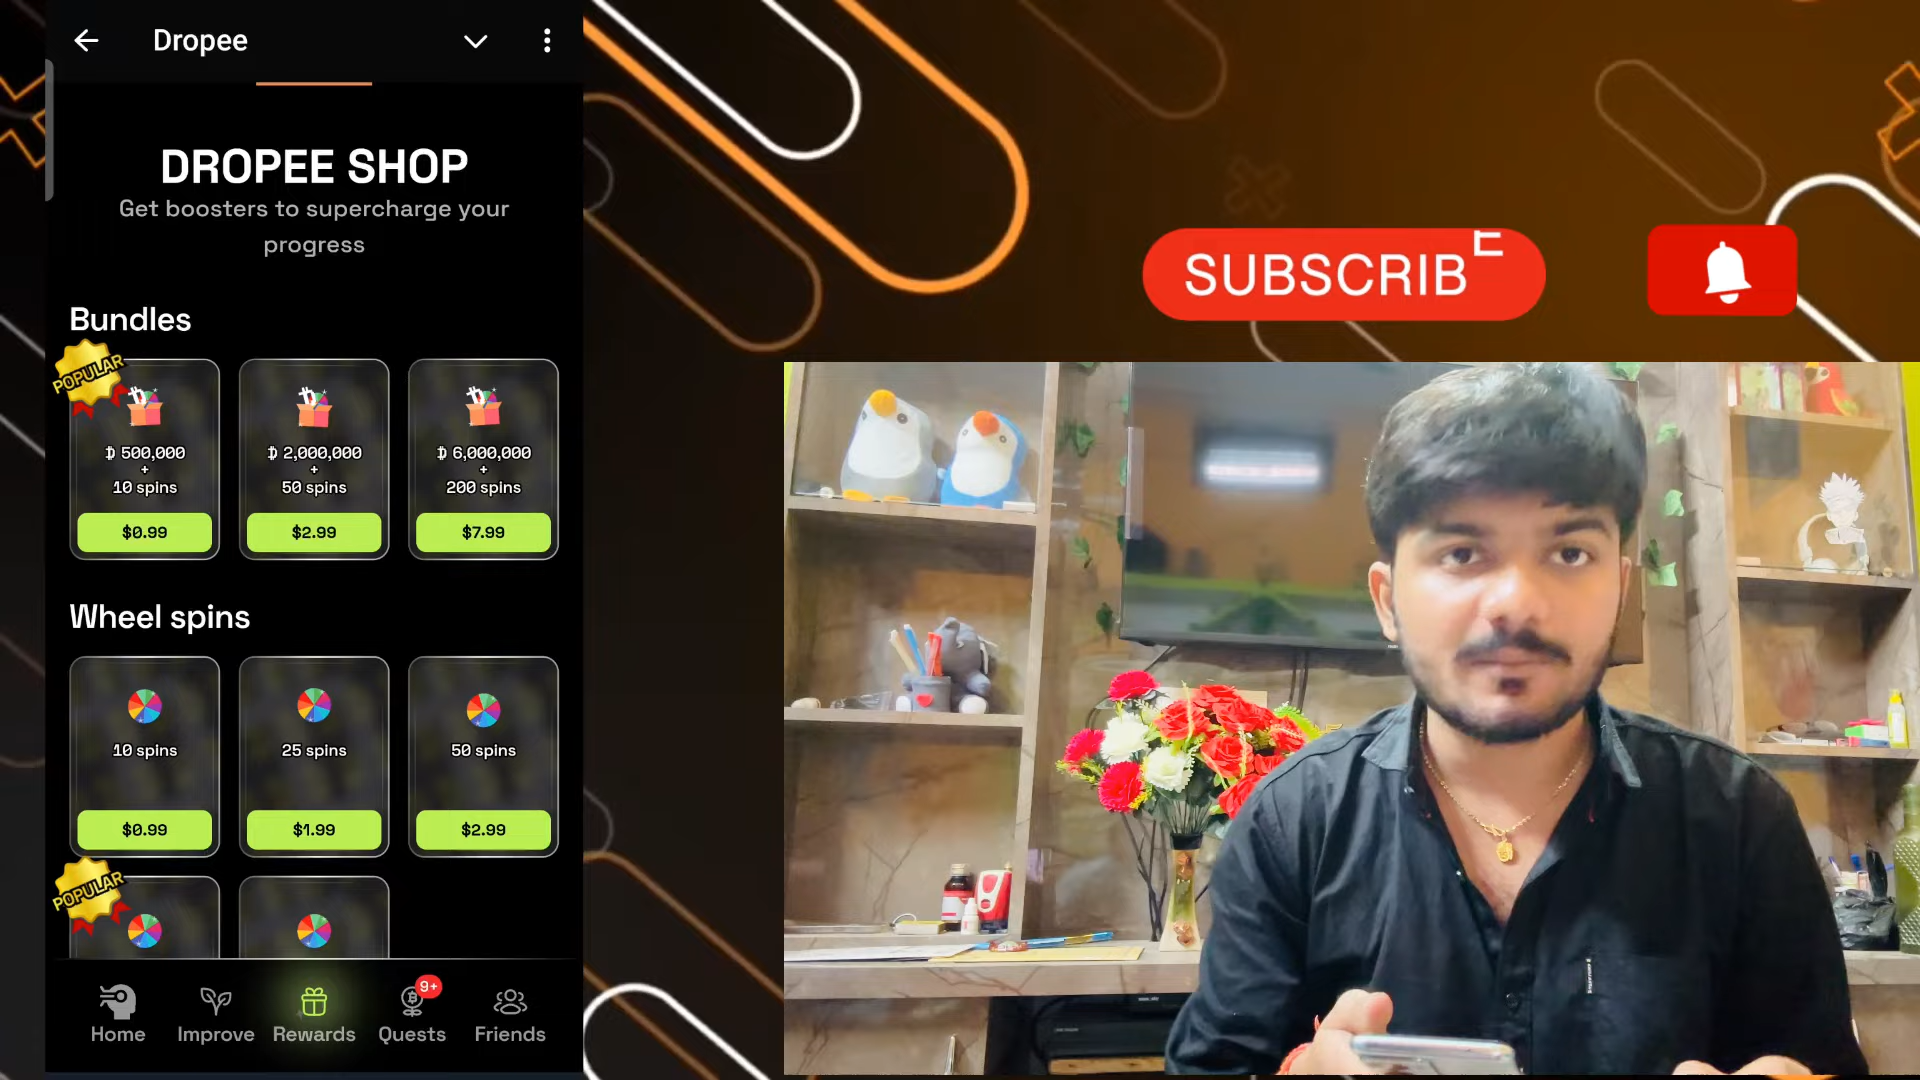 Dropee
DROPEE SHOP
Get boosters to supercharge your
progress
Bundles
POPULAR
500,000
+
10 spins
$0.99
2,000,000
+
50 spins
$2.99
6,000,000
+
200 spins
$7.99
Wheel spins
10 spins
$0.99
25 spins
$1.99
50 spins
$2.99
POPULAR
Home
Improve
Rewards
9+
Quests
Friends
SUBSCRIBE